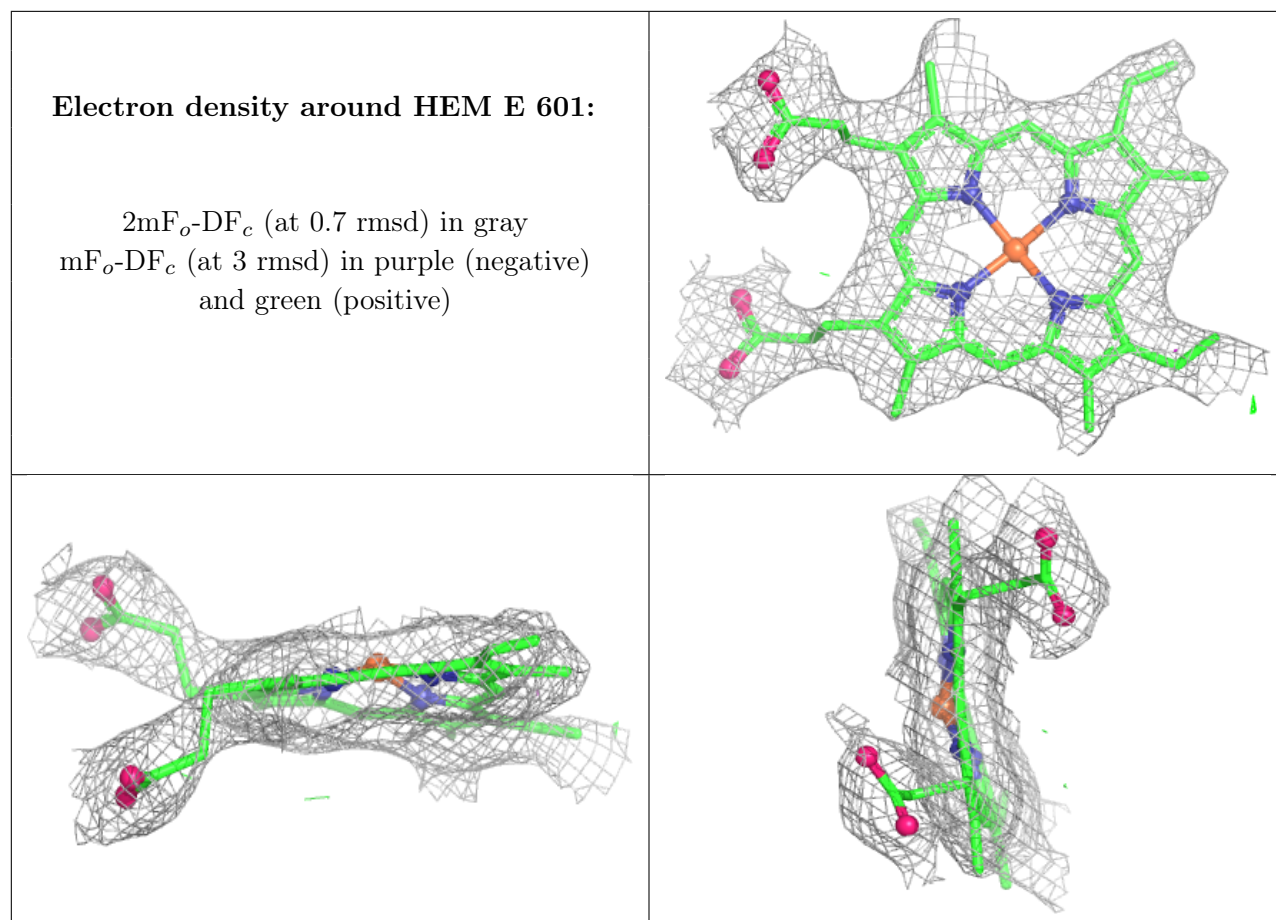 Electron density around HEM E 601:
2mFo-DFc (at 0.7 rmsd) in gray
mFo-DFc (at 3 rmsd) in purple (negative)
and green (positive)